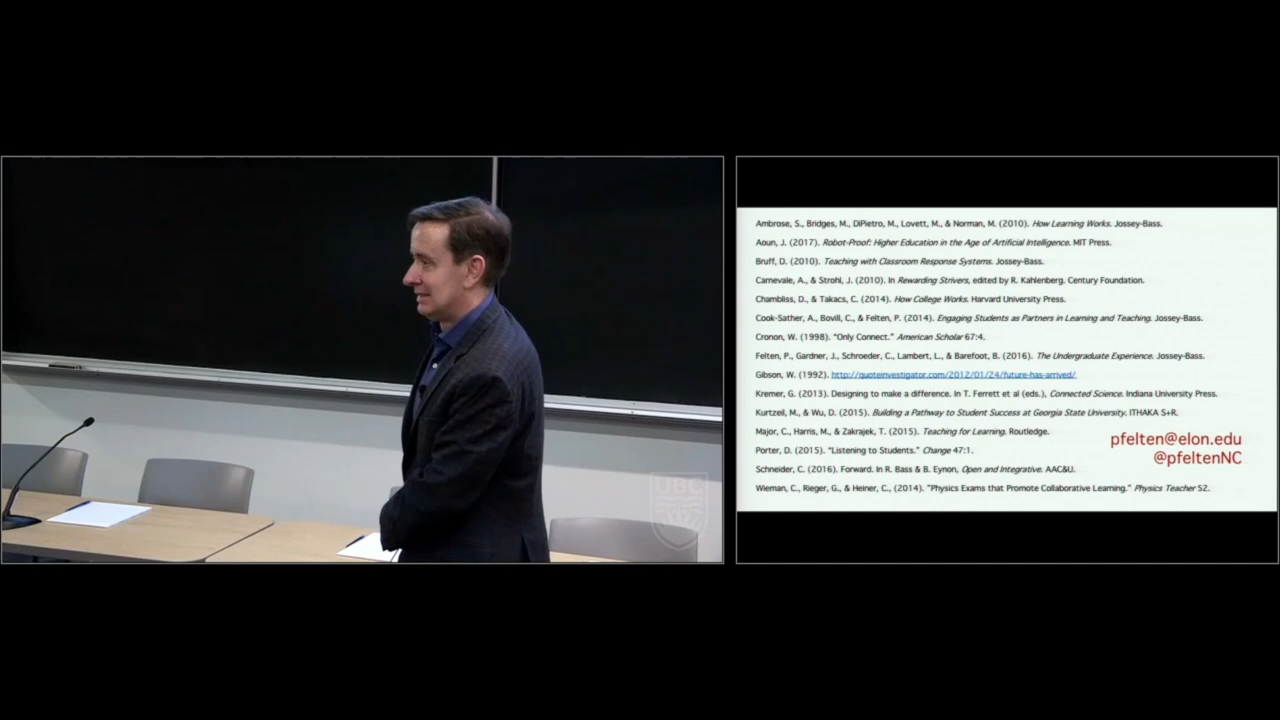 UBC
Ambrose, S., Bridges, M., DiPietro, M., Lovett, M., & Norman, M. (2010). How Learning Works. Jossey-Bass.
Aoun, J. (2017). Robot-Proof: Higher Education in the Age of Artificial Intelligence. MIT Press.
Bruff, D. (2010). Teaching with Classroom Response Systems. Jossey-Bass.
Carnevale, A., & Strohl, J. (2010). In Rewarding Strivers, edited by R. Kahlenberg. Century Foundation.
Chambliss, D., & Takacs, C. (2014). How College Works. Harvard University Press.
Cook-Sather, A., Bovill, C., & Felten, P. (2014). Engaging Students as Partners in Learning and Teaching. Jossey-Bass.
Cronon, W. (1998). "Only Connect." American Scholar 67:4.
Felten, P., Gardner, J., Schroeder, C., Lambert, L., & Barefoot, B. (2016). The Undergraduate Experience. Jossey-Bass.
Gibson, W. (1992). http://quoteinvestigator.com/2012/01/24/future-has-arrived/
Kremer, G. (2013). Designing to make a difference. In T. Ferrett et al (eds.), Connected Science. Indiana University Press.
Kurtzeil, M., & Wu, D. (2015). Building a Pathway to Student Success at Georgia State University. ITHAKA S+R.
Major, C., Harris, M., & Zakrajek, T. (2015). Teaching for Learning. Routledge.
Porter, D. (2015). "Listening to Students." Change 47:1.
Schneider, C. (2016). Forward. In R. Bass & B. Eynon, Open and Integrative. AAC&U.
Wieman, C., Rieger, G., & Heiner, C., (2014). "Physics Exams that Promote Collaborative Learning." Physics Teacher 52.
pfelten@elon.edu
@pfeltenNC